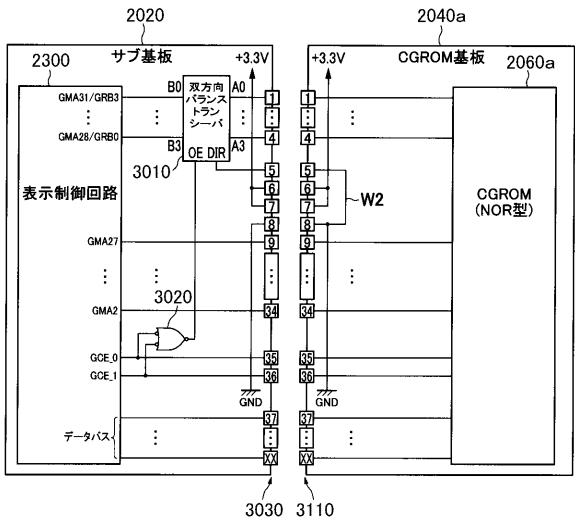 2020
2040a
サブ基板
CGROM基板
2300
+3.3V
+3.3V
2060a
B0
双方向
バランス
トラン
シーバ
A0
GMA31/GRB3
1
1
GMA28/GRB0
4
4
B3
OE DIR
A3
3010
5
5
表示制御回路
6
6
W2
7
7
CGROM
(NOR型)
8
8
GMA27
9
9
GMA2
3020
34
34
GCE_0
35
35
GCE_1
36
36
GND
GND
37
37
データバス
XX
XX
3030
3110